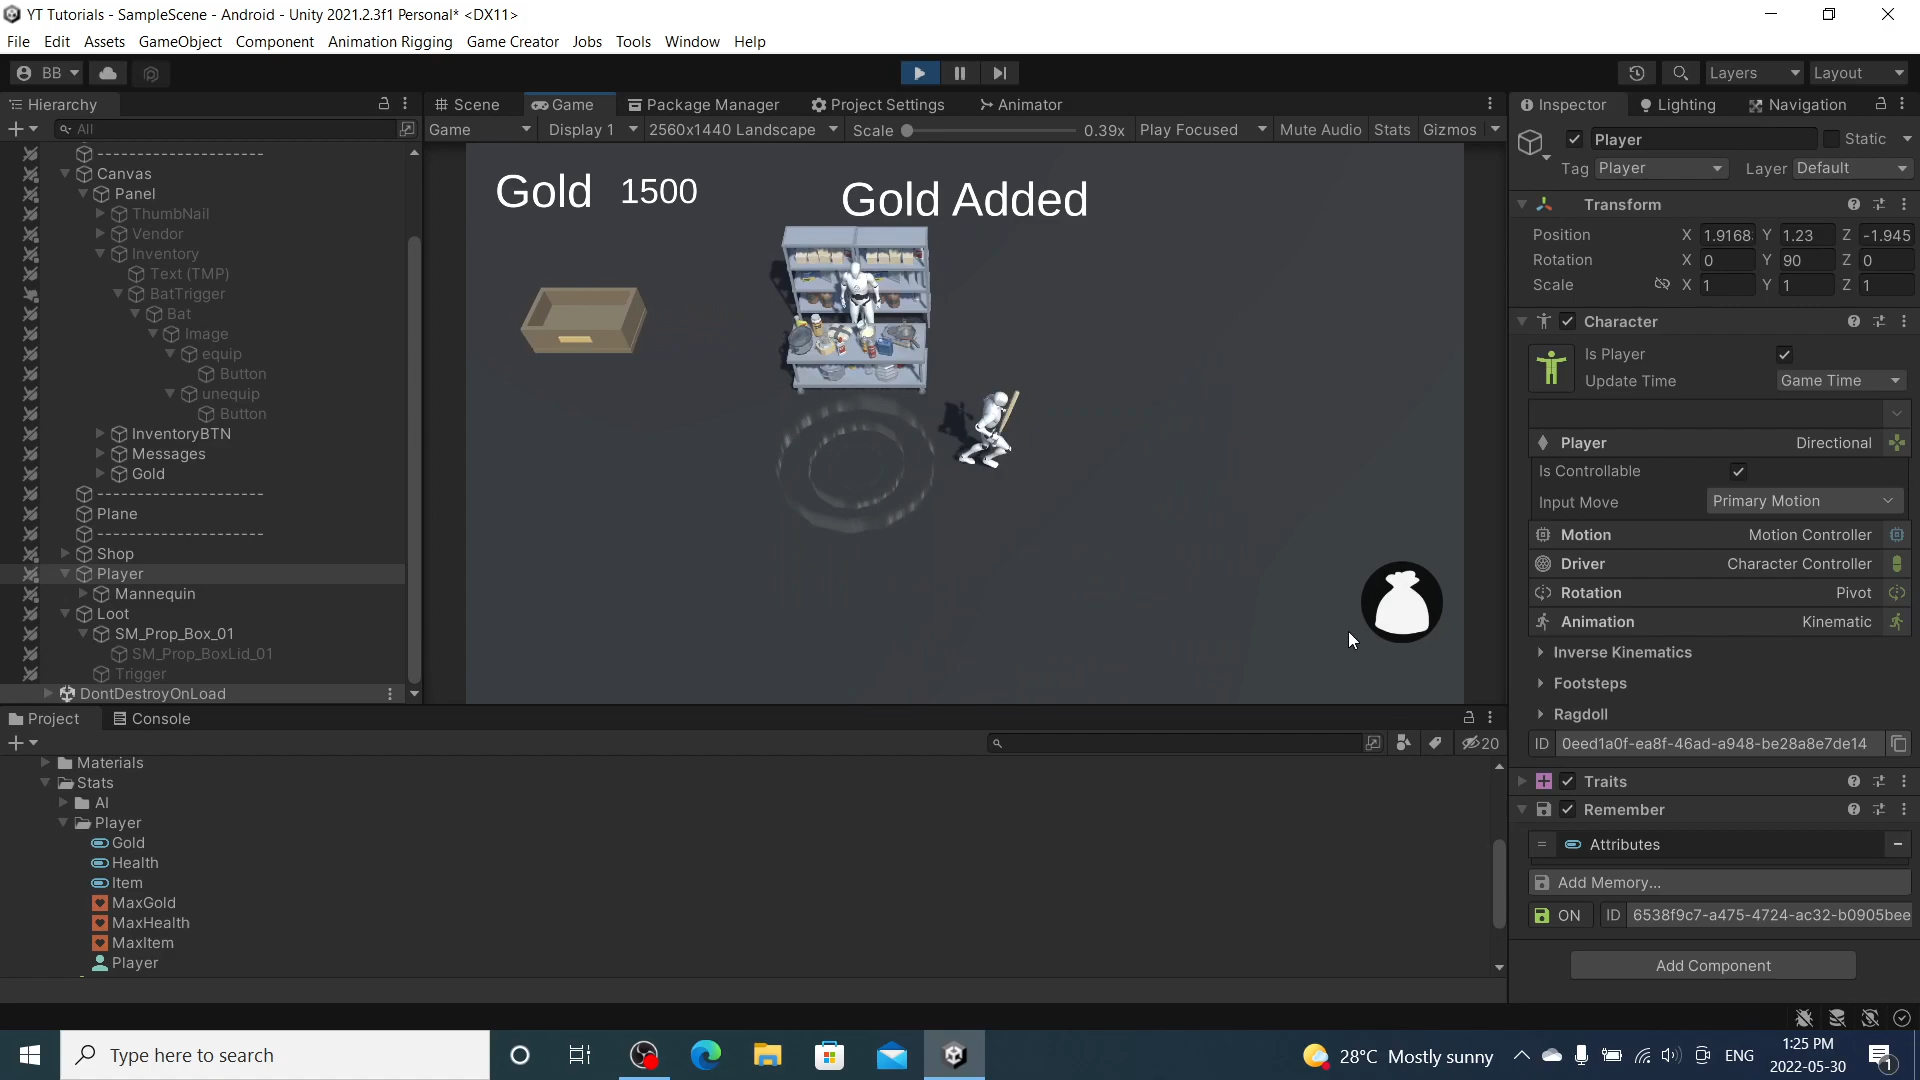 YT Tutorials - SampleScene - Android - Unity 2021.2.3f1 Personal* <DX11>
File Edit Assets GameObject Component Animation Rigging Game Creator Jobs Tools Window Help
BB Layers Layout
Hierarchy
All
---------------------
Canvas
Panel
ThumbNail
Vendor
Inventory
Text (TMP)
BatTrigger
Bat
Image
equip
Button
unequip
Button
InventoryBTN
Messages
Gold
---------------------
Plane
---------------------
Shop
Player
Mannequin
Loot
SM_Prop_Box_01
SM_Prop_BoxLid_01
Trigger
DontDestroyOnLoad
Scene Game Package Manager Project Settings Animator
Game Display 1 2560x1440 Landscape Scale 0.39x Play Focused Mute Audio Stats Gizmos
Gold 1500 Gold Added
Inspector Lighting Navigation
Player Static
Tag Player Layer Default
Transform
Position X 1.9168 Y 1.23 Z -1.945
Rotation X 0 Y 90 Z 0
Scale X 1 Y 1 Z 1
Character
Is Player
Update Time Game Time
Player Directional
Is Controllable
Input Move Primary Motion
Motion Motion Controller
Driver Character Controller
Rotation Pivot
Animation Kinematic
Inverse Kinematics
Footsteps
Ragdoll
ID 0eed1a0f-ea8f-46ad-a948-be28a8e7de14
Traits
Remember
Attributes
Add Memory...
ON ID 6538f9c7-a475-4724-ac32-b0905bee
Add Component
Project Console
20
Materials
Stats
AI
Player
Gold
Health
Item
MaxGold
MaxHealth
MaxItem
Player
Type here to search
28°C Mostly sunny ENG
1:25 PM
2022-05-30
1